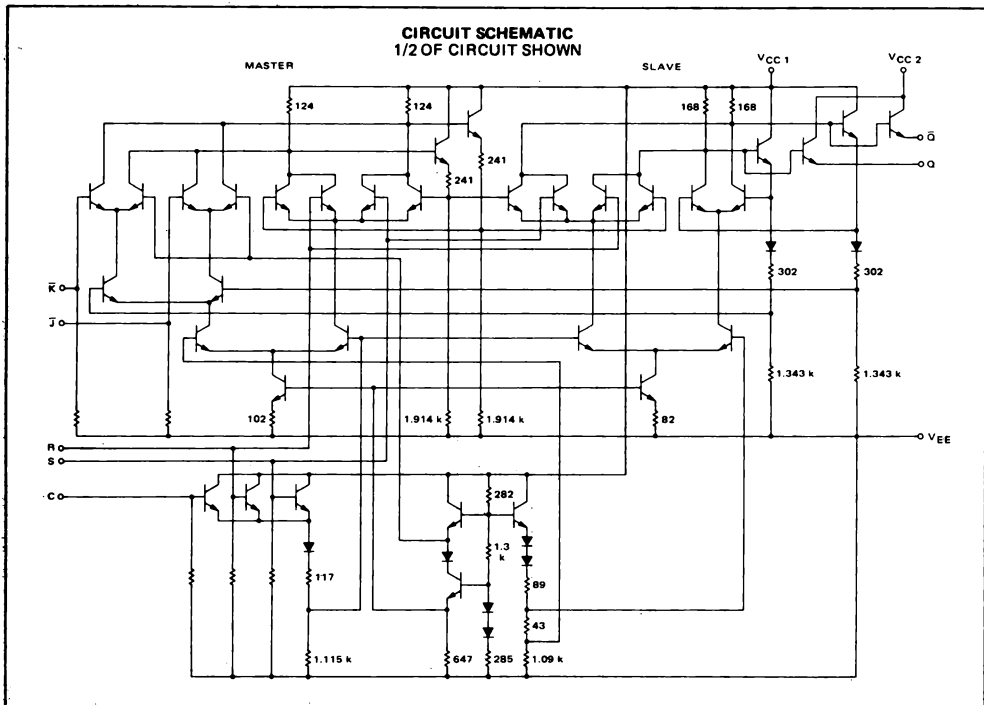 CIRCUIT SCHEMATIC
1/2 OF CIRCUIT SHOWN
MASTER
SLAVE
VCC 1
VCC 2
124
124
168
168
Q̄
Q
241
241
302
302
K̄
J̄
1.343 k
1.343 k
102
1.914 k
1.914 k
82
VEE
R
S
C
282
1.3
k
117
89
43
1.115 k
647
285
1.09 k